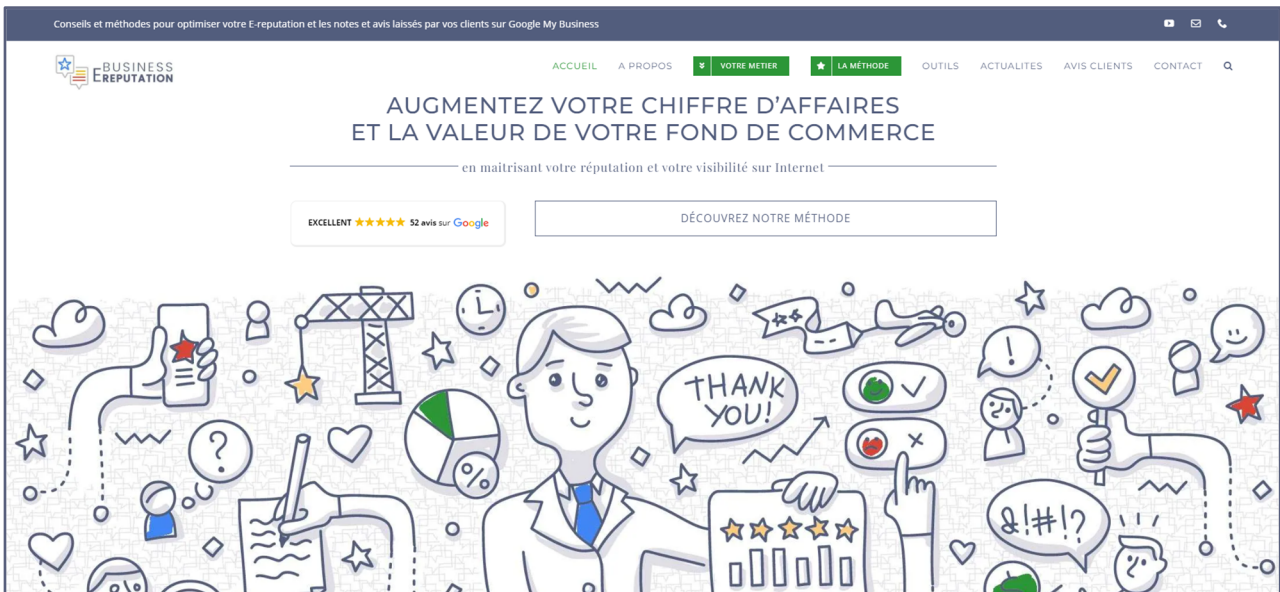 Conseils et méthodes pour optimiser votre E-reputation et les notes et avis laissés par vos clients sur Google My Business
BUSINESS
EREPUTATION
ACCUEIL A PROPOS VOTRE METIER LA MÉTHODE OUTILS ACTUALITES AVIS CLIENTS CONTACT
AUGMENTEZ VOTRE CHIFFRE D'AFFAIRES
ET LA VALEUR DE VOTRE FOND DE COMMERCE
en maitrisant votre réputation et votre visibilité sur Internet
EXCELLENT 52 avis sur Google
DÉCOUVREZ NOTRE MÉTHODE
!
THANK
YOU!
?
%
&!#!?